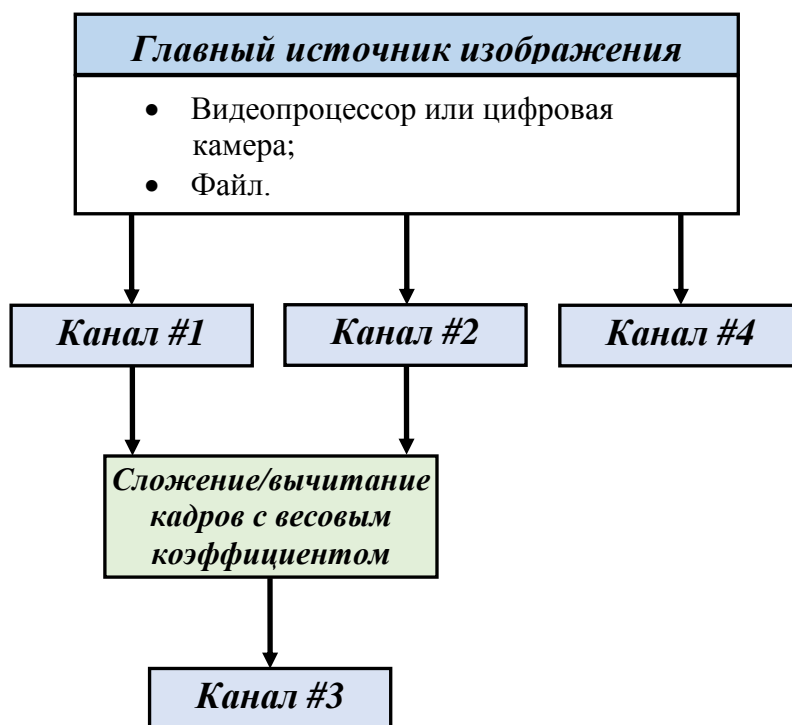 Главный источник изображения
• Видеопроцессор или цифровая
камера;
• Файл.
Канал #1
Канал #2
Канал #4
Сложение/вычитание
кадров с весовым
коэффициентом
Канал #3